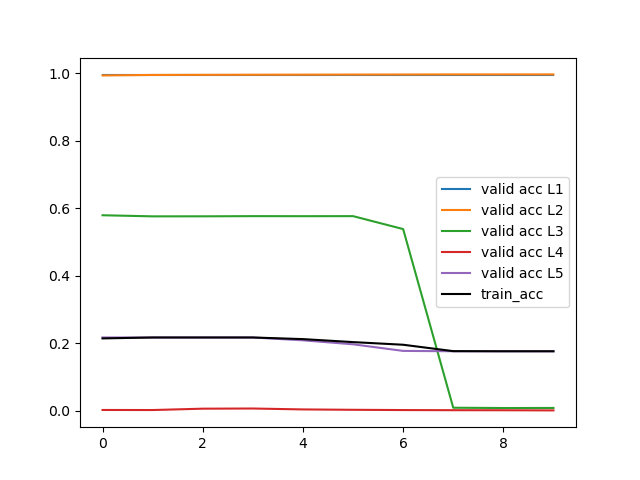 1.0
0.8
0.6
0.4
0.2
0.0
0 2 4 6 8
valid acc L1
valid acc L2
valid acc L3
valid acc L4
valid acc L5
train_acc